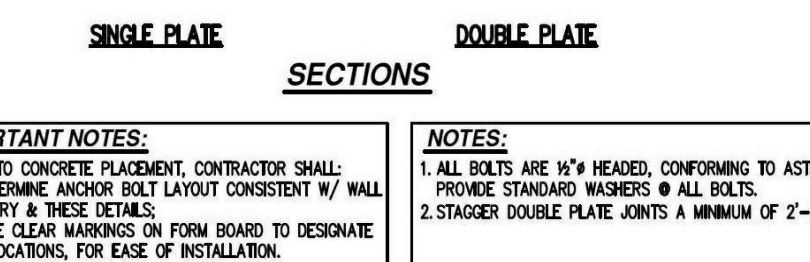 SINGLE PLATE
DOUBLE PLATE
SECTIONS
RTANT NOTES:
TO CONCRETE PLACEMENT, CONTRACTOR SHALL:
ERMINE ANCHOR BOLT LAYOUT CONSISTENT W/ WALL
RY & THESE DETAILS;
E CLEAR MARKINGS ON FORM BOARD TO DESIGNATE
OCATIONS, FOR EASE OF INSTALLATION.
NOTES:
1. ALL BOLTS ARE ½"ø HEADED, CONFORMING TO AST
PROVIDE STANDARD WASHERS @ ALL BOLTS.
2. STAGGER DOUBLE PLATE JOINTS A MINIMUM OF 2'-